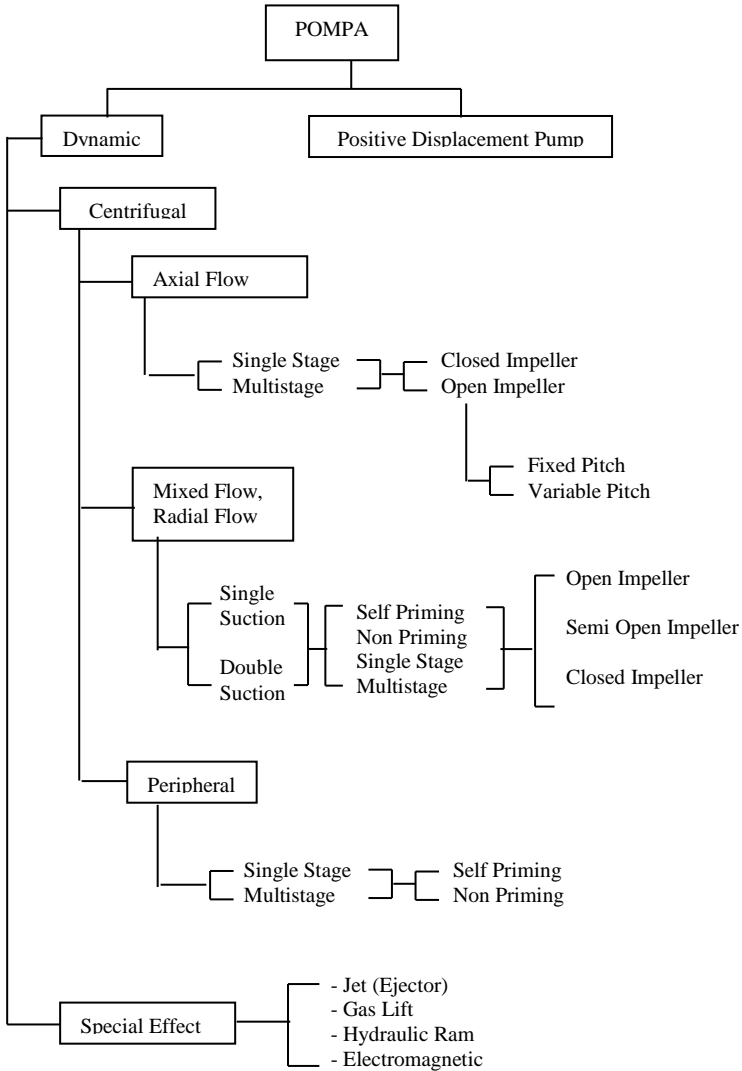 POMPA
Dynamic
Positive Displacement Pump
Centrifugal
Axial Flow
Single Stage
Multistage
Closed Impeller
Open Impeller
Fixed Pitch
Variable Pitch
Mixed Flow,
Radial Flow
Single
Suction
Double
Suction
Self Priming
Non Priming
Single Stage
Multistage
Open Impeller
Semi Open Impeller
Closed Impeller
Peripheral
Single Stage
Multistage
Self Priming
Non Priming
Special Effect
- Jet (Ejector)
- Gas Lift
- Hydraulic Ram
- Electromagnetic